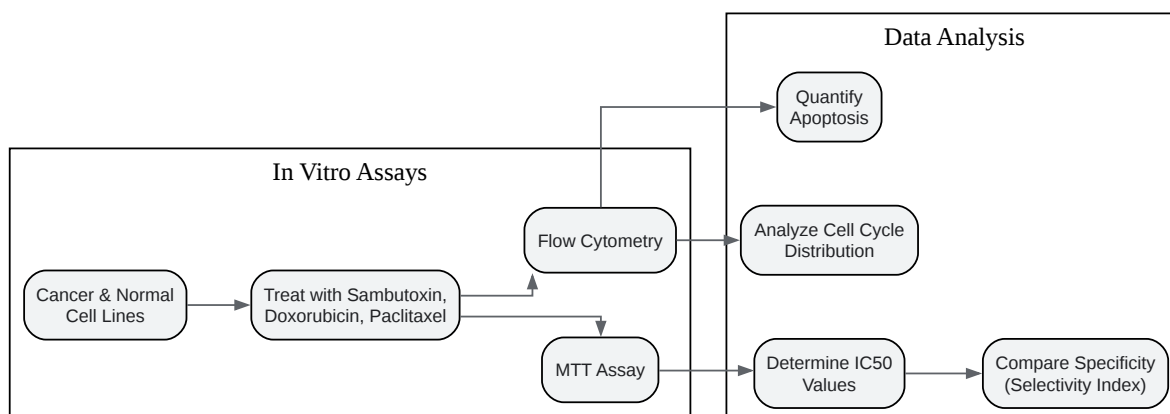 Data Analysis
Quantify
Apoptosis
In Vitro Assays
Flow Cytometry
Analyze Cell Cycle
Distribution
Cancer & Normal
Cell Lines
Treat with Sambutoxin,
Doxorubicin, Paclitaxel
MTT Assay
Determine IC50
Values
Compare Specificity
(Selectivity Index)